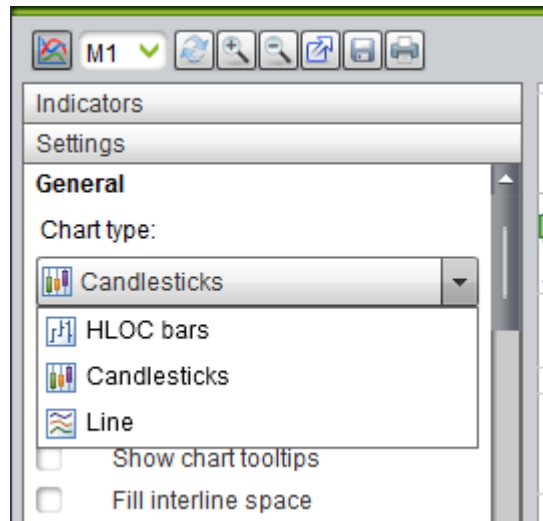 M1
Indicators
Settings
General
Chart type:
Candlesticks
HLOC bars
Candlesticks
Line
Show chart tooltips
Fill interline space